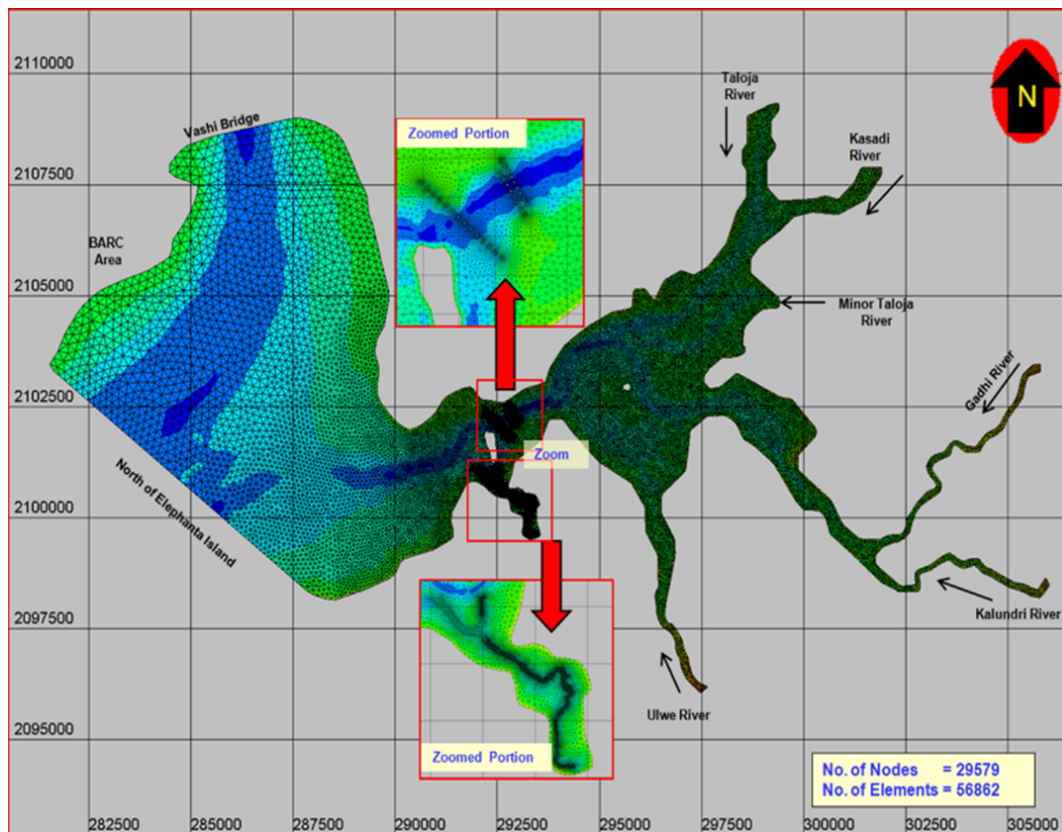 2110000
Taloja
River
N
Vashi Bridge
Zoomed Portion
Kasadi
River
2107500
BARC
Area
2105000
Minor Taloja
River
Gadhi River
2102500
Zoom
North of Elephanta Island
2100000
Kalundri River
2097500
Ulwe River
2095000
Zoomed Portion
No. of Nodes = 29579
No. of Elements = 56862
282500 285000 287500 290000 292500 295000 297500 300000 302500 305000